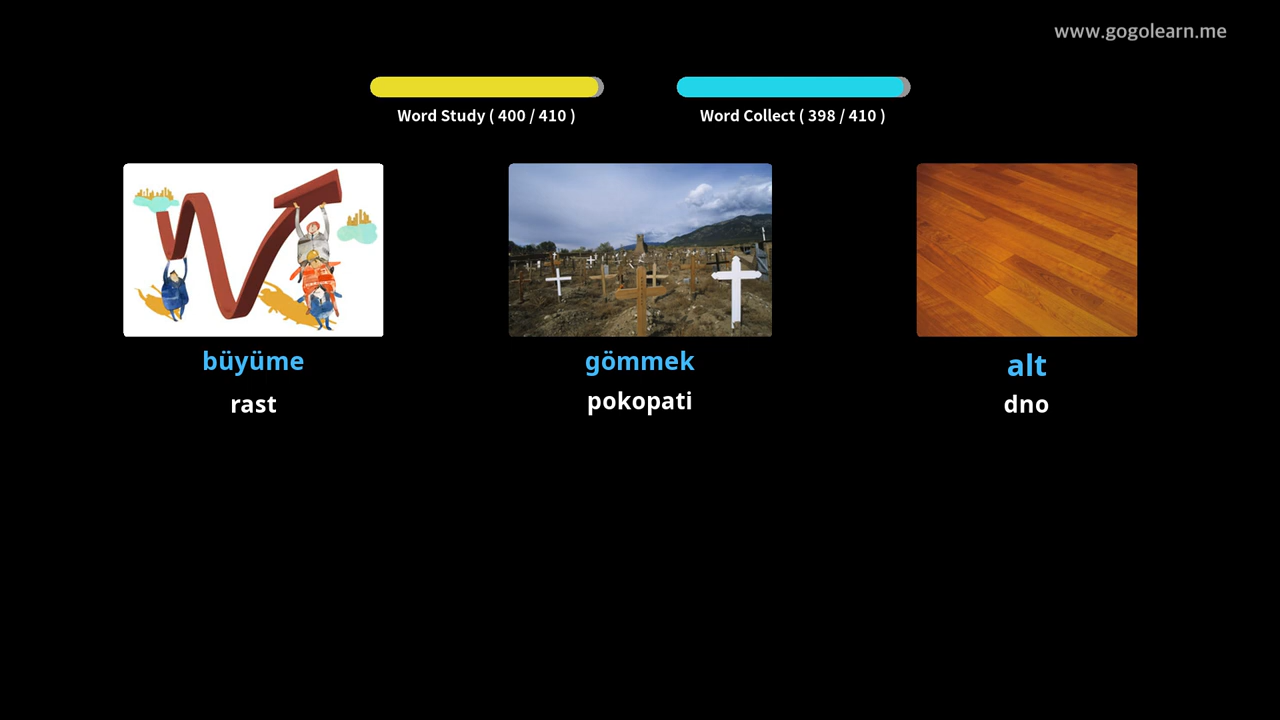 www.gogolearn.me
Word Study ( 400 / 410 )
Word Collect ( 398 / 410 )
büyüme
gömmek
alt
rast
pokopati
dno